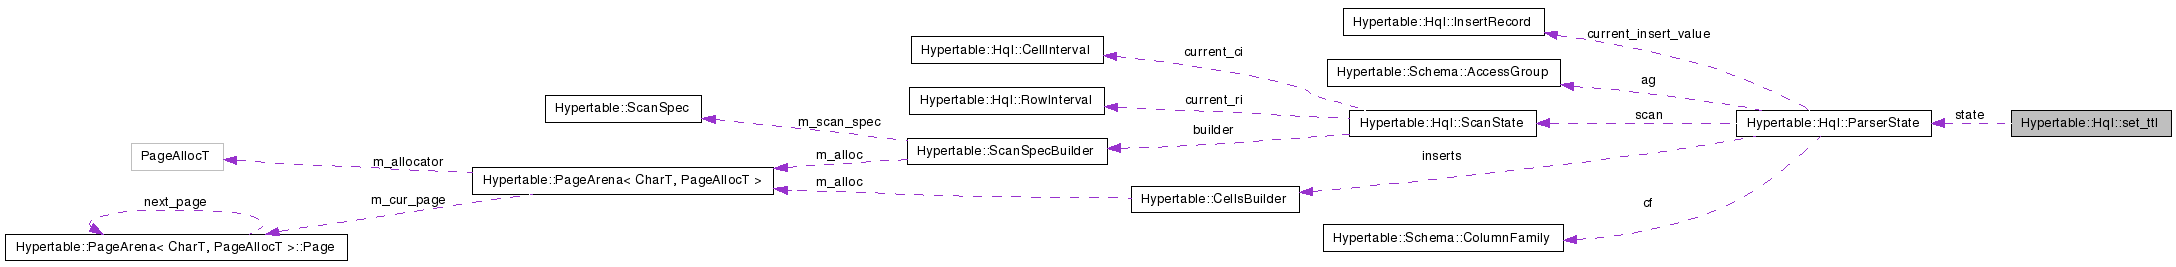 Hypertable::Hql::InsertRecord
current_insert_value
Hypertable::Hql::CellInterval
current_ci
Hypertable::Schema::AccessGroup
ag
Hypertable::ScanSpec
m_scan_spec
Hypertable::Hql::RowInterval
current_ri
builder
Hypertable::Hql::ScanState
scan
Hypertable::Hql::ParserState
state
Hypertable::Hql::set_ttl
PageAllocT
m_allocator
m_alloc
Hypertable::ScanSpecBuilder
inserts
Hypertable::PageArena< CharT, PageAllocT >
m_alloc
Hypertable::CellsBuilder
next_page
m_cur_page
cf
Hypertable::PageArena< CharT, PageAllocT >::Page
Hypertable::Schema::ColumnFamily